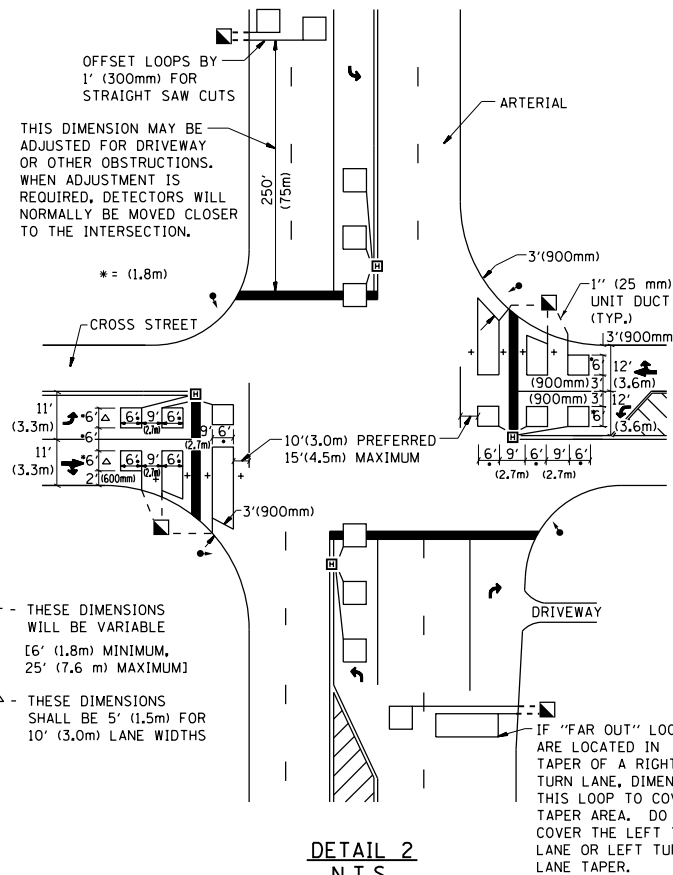 OFFSET LOOPS BY
1' (300mm) FOR
STRAIGHT SAW CUTS
ARTERIAL
THIS DIMENSION MAY BE
ADJUSTED FOR DRIVEWAY
OR OTHER OBSTRUCTIONS.
WHEN ADJUSTMENT IS
REQUIRED, DETECTORS WILL
NORMALLY BE MOVED CLOSER
TO THE INTERSECTION.
250'
(75m)
* = (1.8m)
H
3'(900mm)
1" (25 mm)
UNIT DUCT
(TYP.)
CROSS STREET
3'(900mm)
*6'
12'
(3.6m)
(900mm) 3'
(900mm) 3'
12'
*6'
(3.6m)
H
11'
(3.3m)
*6' △ 6' 9' 6'
(2.7m)
*6'
9' 6'
(2.7m)
11'
(3.3m)
*6' △ 6' 9' 6'
(2.7m)
2' (600mm)
10'(3.0m) PREFERRED
15'(4.5m) MAXIMUM
H
6' 9' 6' 9' 6'
(2.7m) (2.7m)
3'(900mm)
H
+ - THESE DIMENSIONS
WILL BE VARIABLE
[6' (1.8m) MINIMUM,
25' (7.6 m) MAXIMUM]
△ - THESE DIMENSIONS
SHALL BE 5' (1.5m) FOR
10' (3.0m) LANE WIDTHS
DRIVEWAY
IF "FAR OUT" LOO
ARE LOCATED IN
TAPER OF A RIGHT
TURN LANE, DIMEN
THIS LOOP TO COV
TAPER AREA. DO
COVER THE LEFT T
LANE OR LEFT TU
LANE TAPER.
DETAIL 2
N.T.S.